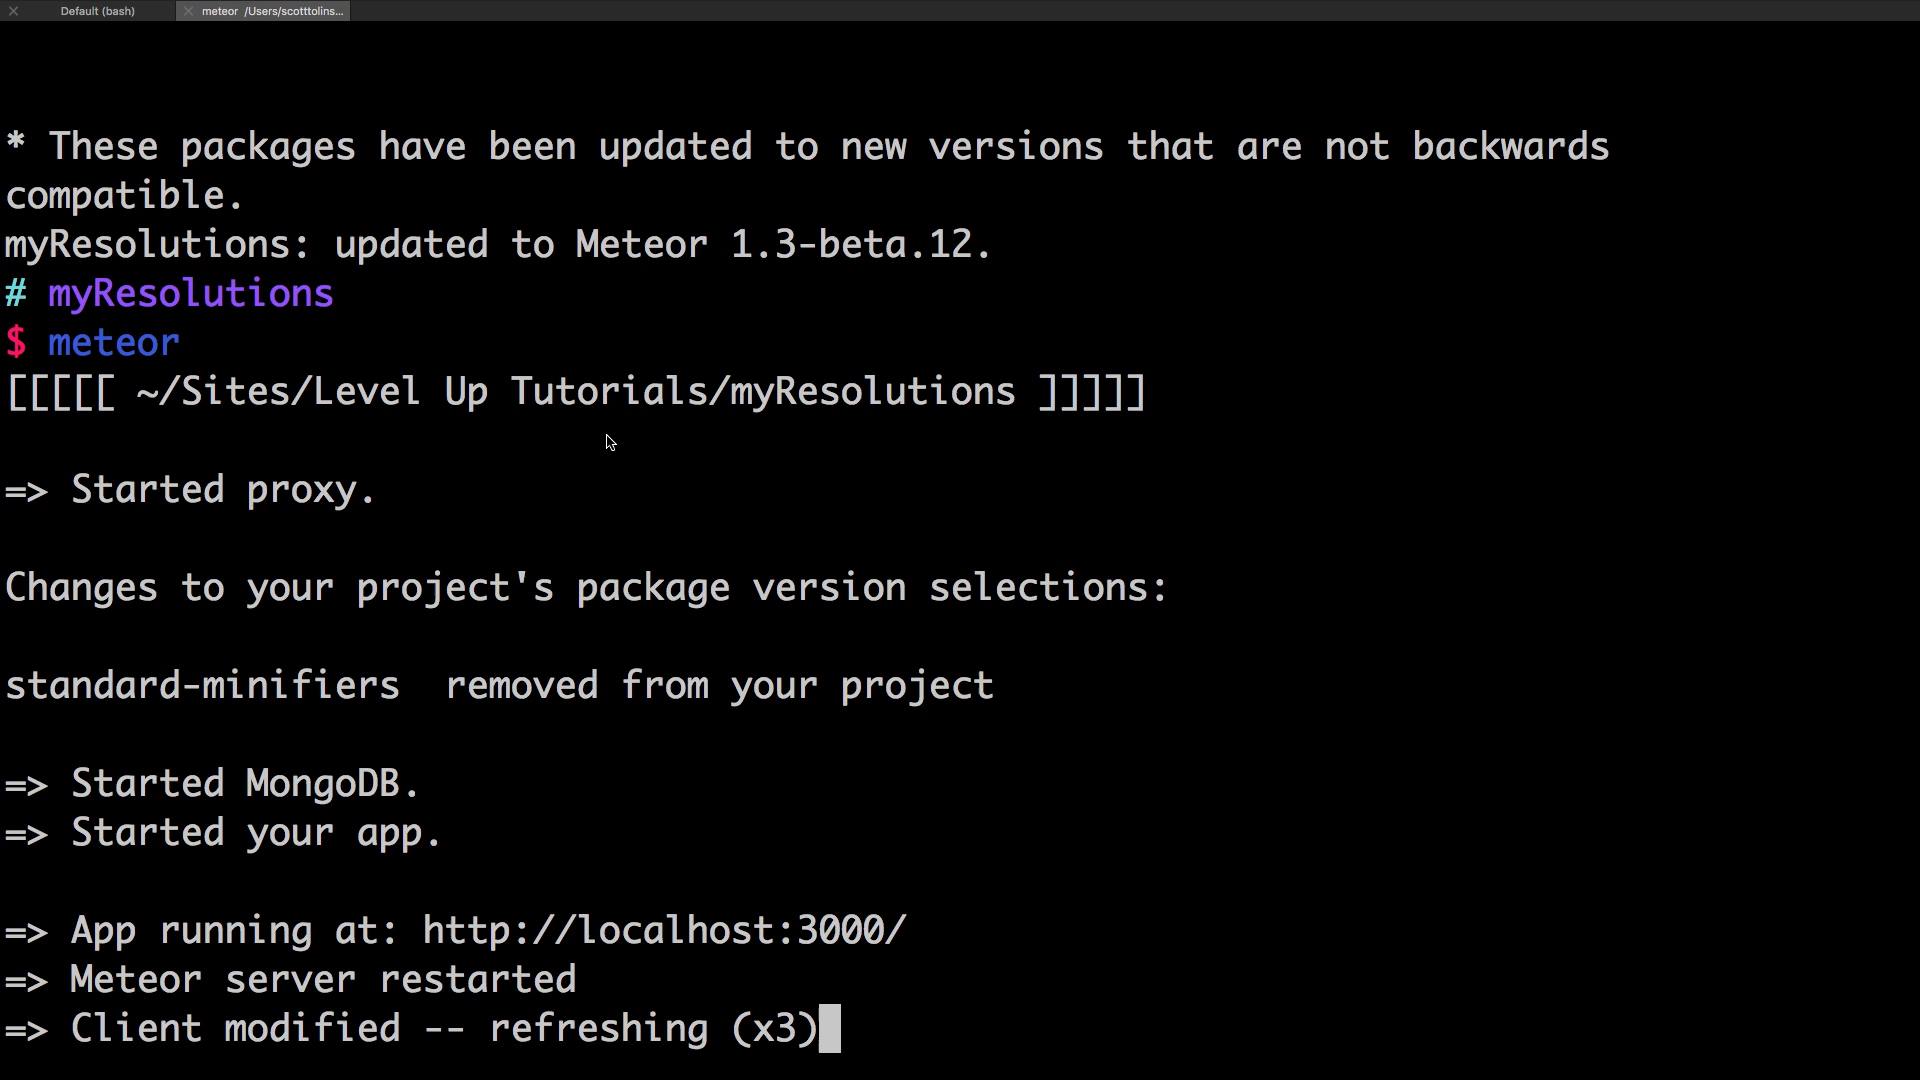 Default (bash)
meteor /Users/scotttolins...
* These packages have been updated to new versions that are not backwards
compatible.
myResolutions: updated to Meteor 1.3-beta.12.
# myResolutions
$ meteor
[[[[[ ~/Sites/Level Up Tutorials/myResolutions ]]]]]
=> Started proxy.
Changes to your project's package version selections:
standard-minifiers  removed from your project
=> Started MongoDB.
=> Started your app.
=> App running at: http://localhost:3000/
=> Meteor server restarted
=> Client modified -- refreshing (x3)